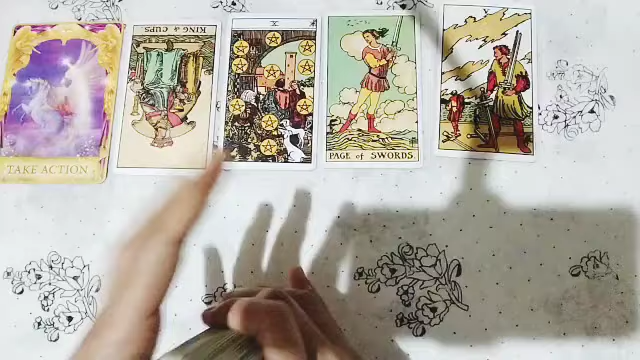 TAKE ACTION
KING of CUPS
X
PAGE of SWORDS.
V